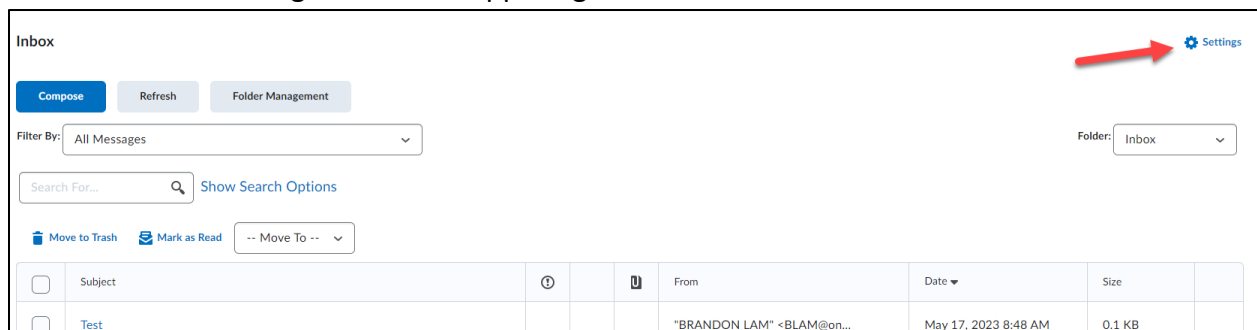 Inbox
Settings
Compose Refresh Folder Management
Filter By: All Messages Folder: Inbox
Search For... Show Search Options
Move to Trash Mark as Read -- Move To --
Subject From Date Size
Test "BRANDON LAM" <BLAM@on... May 17, 2023 8:48 AM 0.1 KB